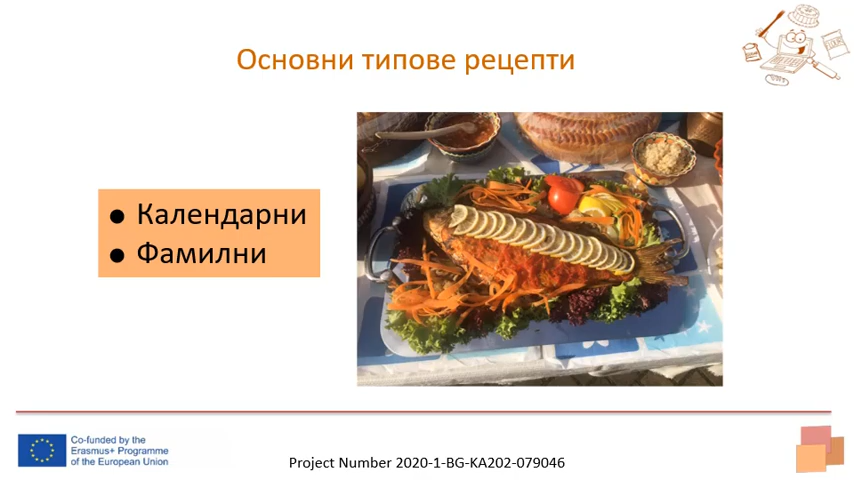 Основни типове рецепти
● Календарни
● Фамилни
Co-funded by the
Erasmus+ Programme
of the European Union
Project Number 2020-1-BG-KA202-079046